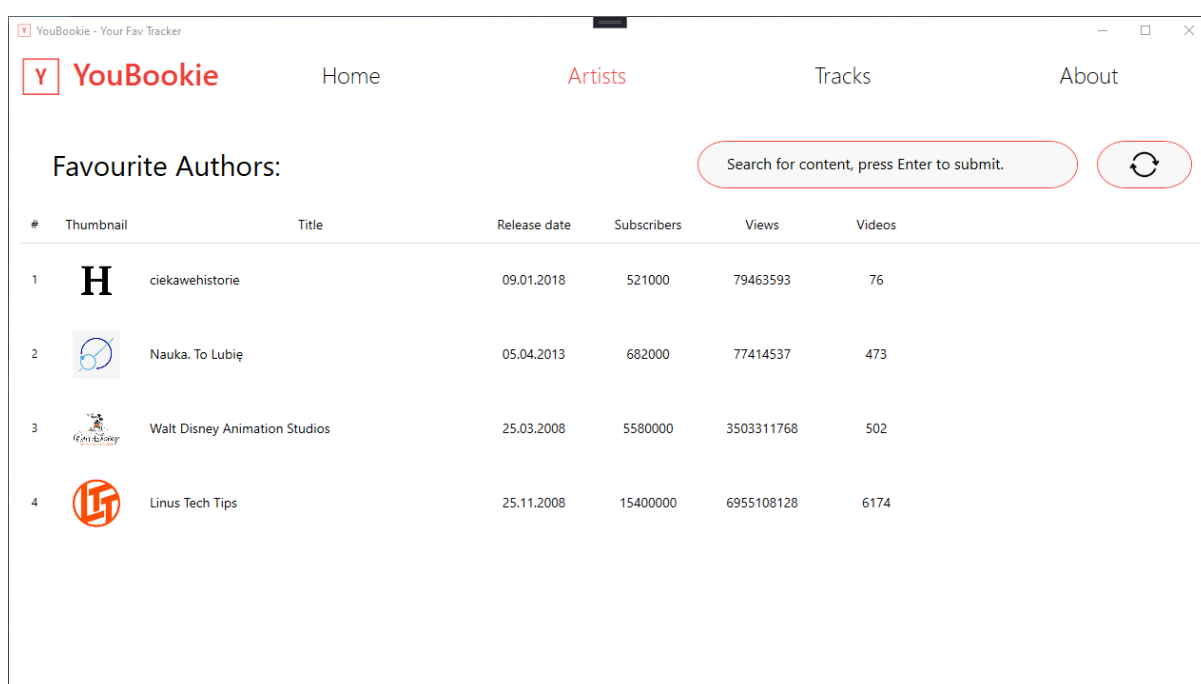 Y YouBookie - Your Fav Tracker
Y YouBookie Home Artists Tracks About
Favourite Authors: Search for content, press Enter to submit.
# Thumbnail Title Release date Subscribers Views Videos
1 H ciekawehistorie 09.01.2018 521000 79463593 76
2 Nauka. To Lubię 05.04.2013 682000 77414537 473
3 Walt Disney Walt Disney Animation Studios 25.03.2008 5580000 3503311768 502
4 LTT Linus Tech Tips 25.11.2008 15400000 6955108128 6174